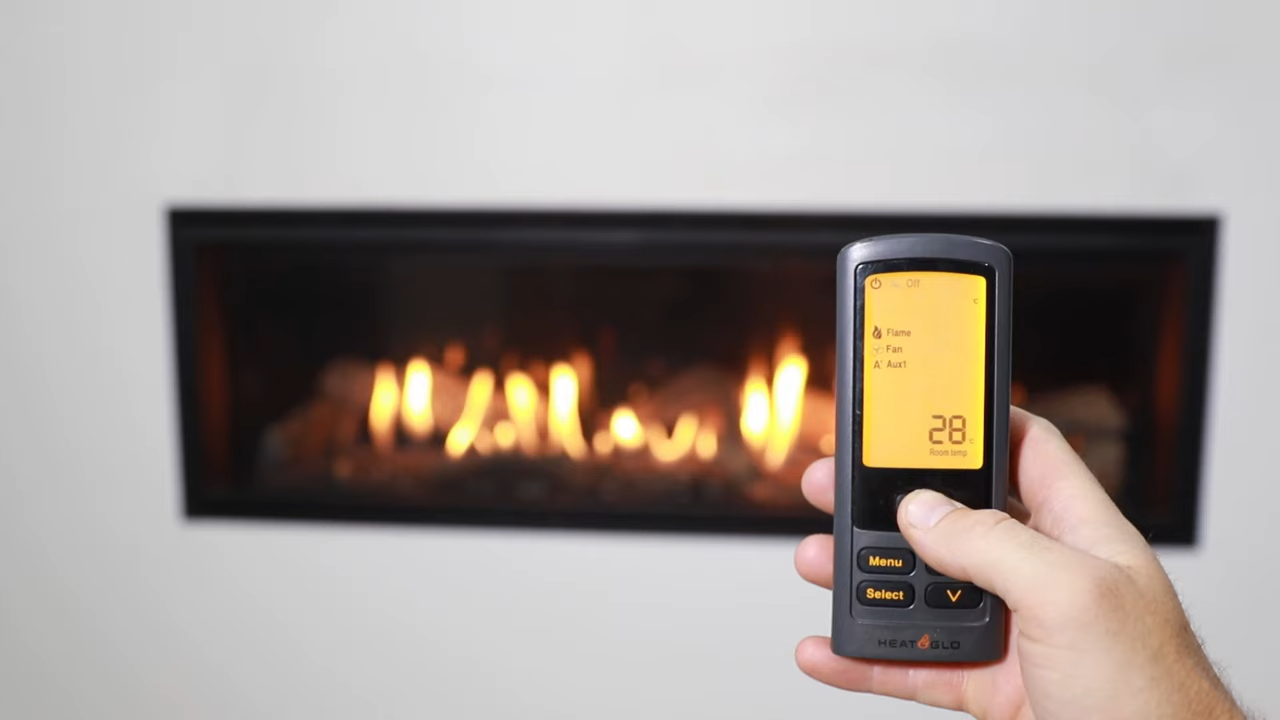 Off
°C
Flame
Fan
Aux1
28 °C
Room temp
Menu
Select
HEAT & GLO